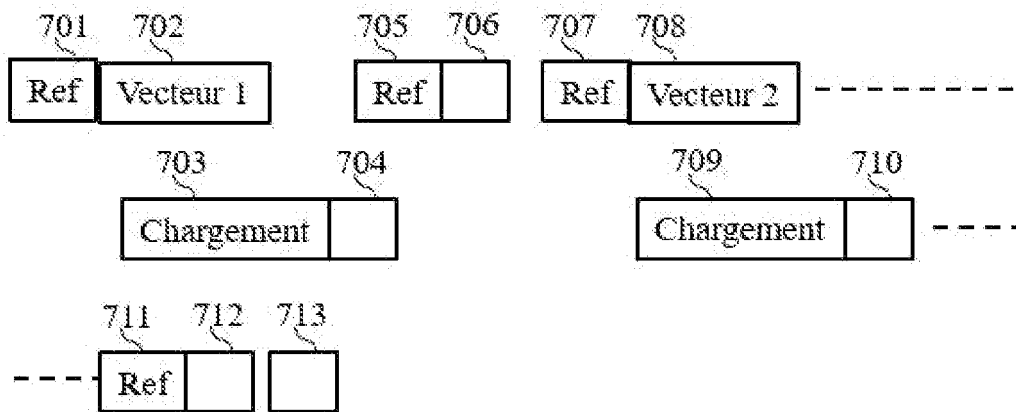 701 702 705 706 707 708
Ref Vecteur 1 Ref Ref Vecteur 2
703 704 709 710
Chargement Chargement
711 712 713
Ref